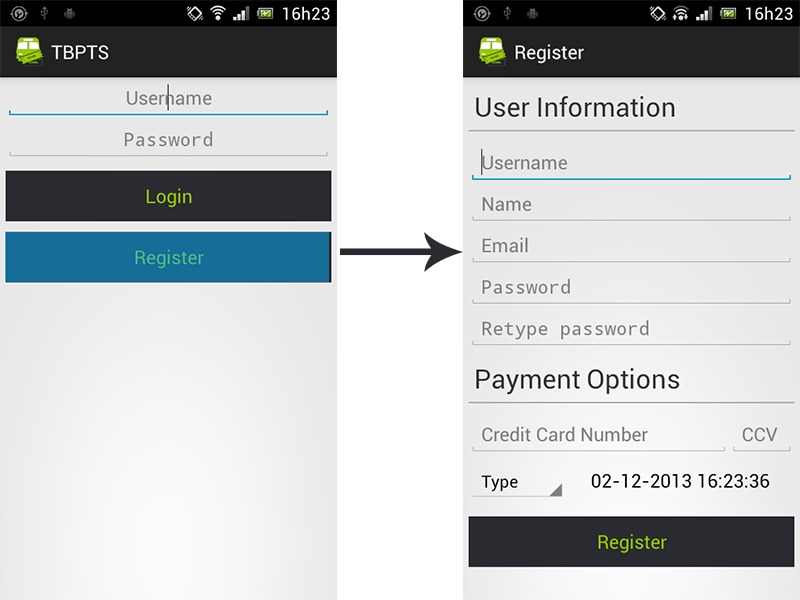 16h23
TBPTS
Username
Password
Login
Register
16h23
Register
User Information
Username
Name
Email
Password
Retype password
Payment Options
Credit Card Number CCV
Type 02-12-2013 16:23:36
Register